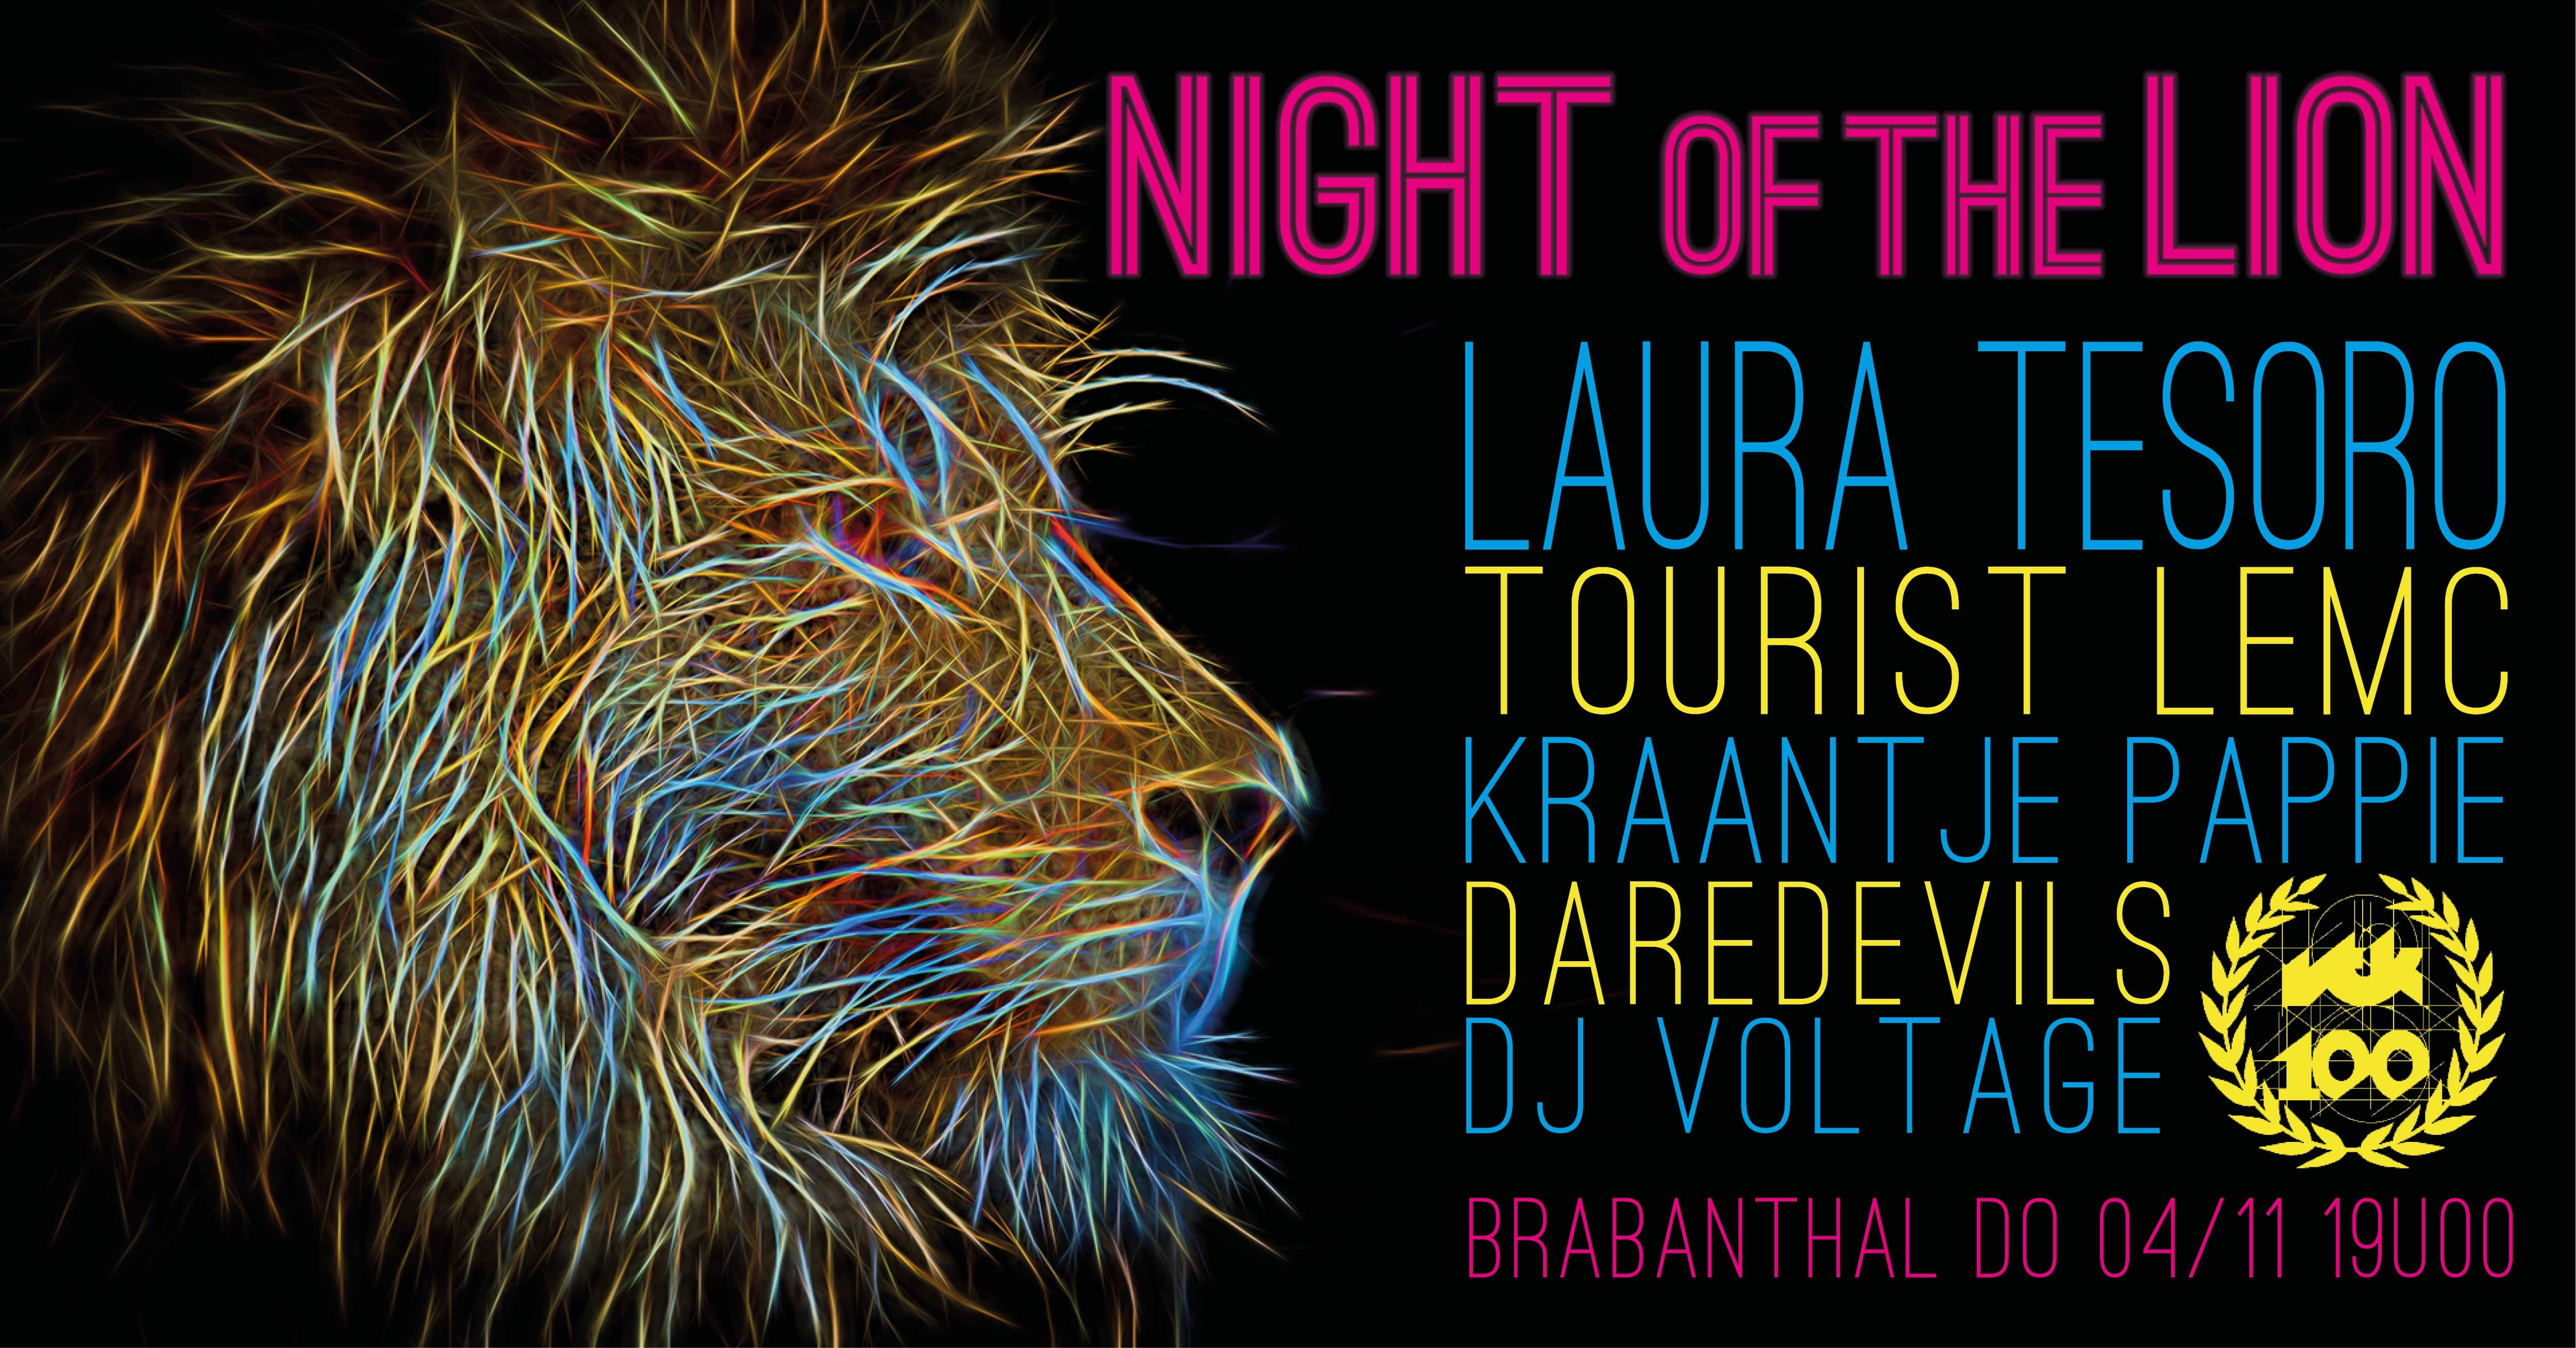 NIGHT OF THE LION
LAURA TESORO
TOURIST LEMC
KRAANTJE PAPPIE
DAREDEVILS
DJ VOLTAGE
VEK
100
BRABANTHAL DO 04/11 19U00